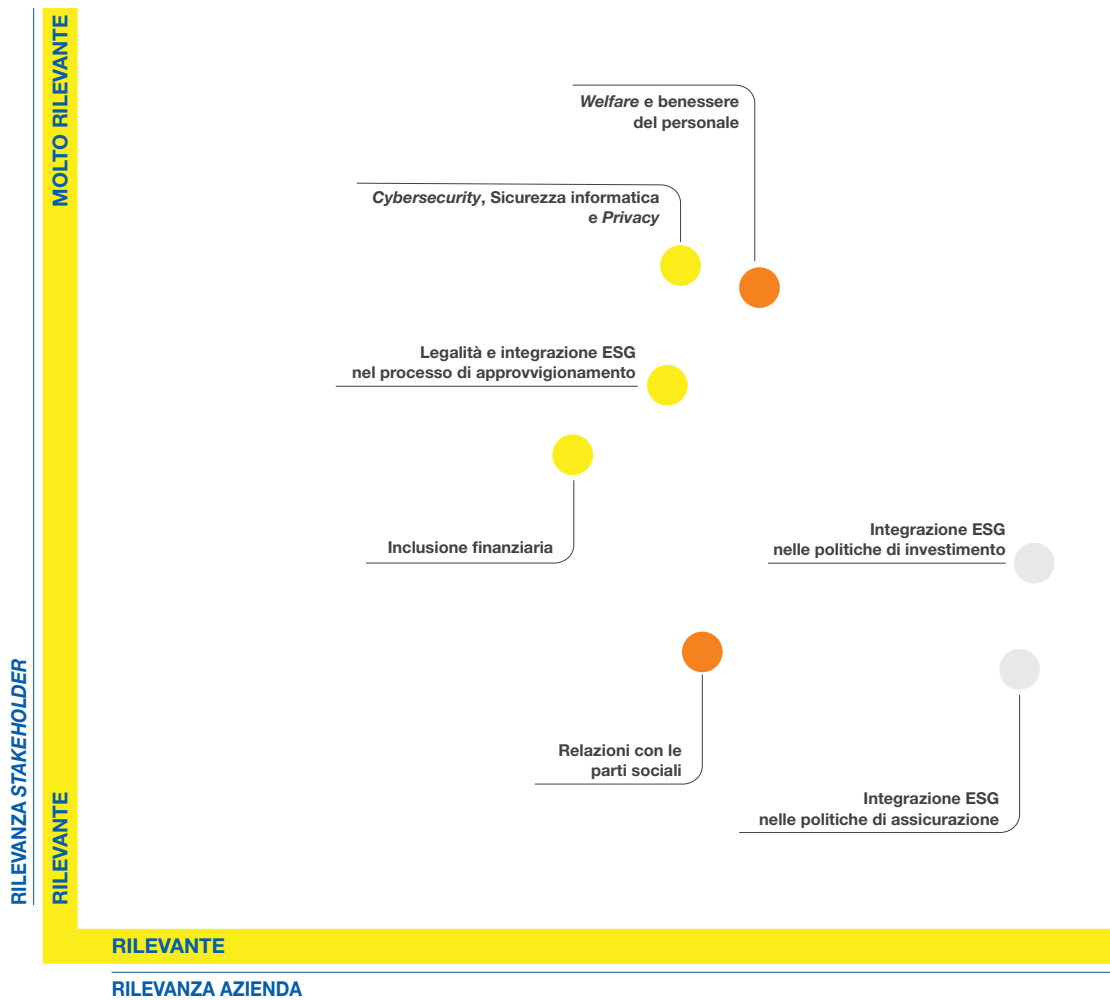 MOLTO RILEVANTE
Welfare e benessere
del personale
Cybersecurity, Sicurezza informatica
e Privacy
Legalità e integrazione ESG
nel processo di approvvigionamento
Inclusione finanziaria
Integrazione ESG
nelle politiche di investimento
Relazioni con le
parti sociali
Integrazione ESG
nelle politiche di assicurazione
RILEVANZA STAKEHOLDER
RILEVANTE
RILEVANTE
RILEVANZA AZIENDA